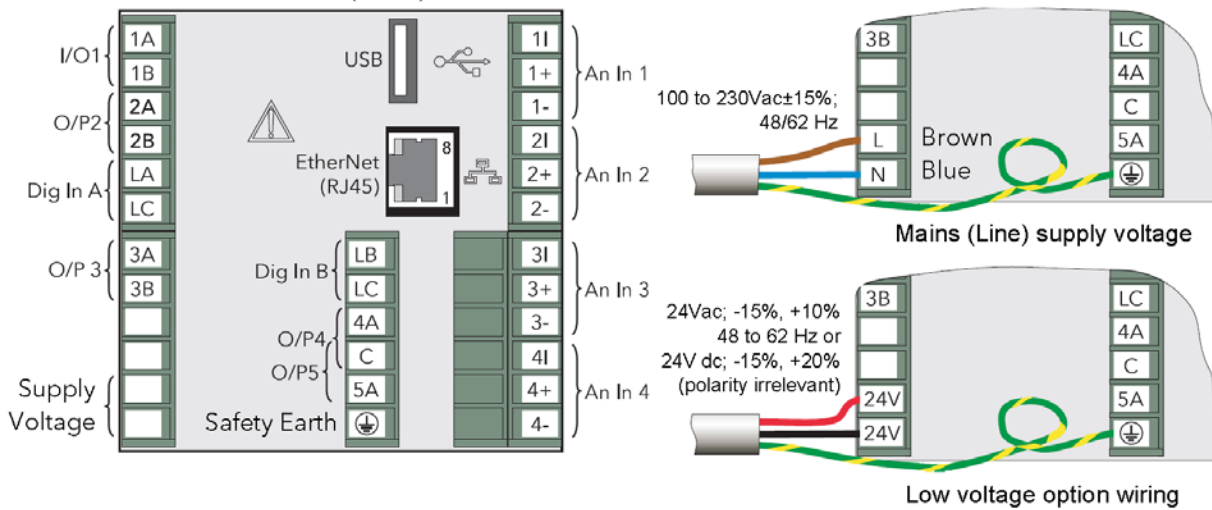 I/O1
1A
1B
O/P2
2A
2B
Dig In A
LA
LC
O/P 3
3A
3B
Supply
Voltage
USB
EtherNet
(RJ45)
8
1
Dig In B
LB
LC
O/P4
4A
C
O/P5
5A
Safety Earth
1I
1+
1-
An In 1
2I
2+
2-
An In 2
3I
3+
3-
An In 3
4I
4+
4-
An In 4
100 to 230Vac±15%;
48/62 Hz
3B
L
N
Brown
Blue
LC
4A
C
5A
Mains (Line) supply voltage
24Vac; -15%, +10%
48 to 62 Hz or
24V dc; -15%, +20%
(polarity irrelevant)
3B
24V
24V
LC
4A
C
5A
Low voltage option wiring